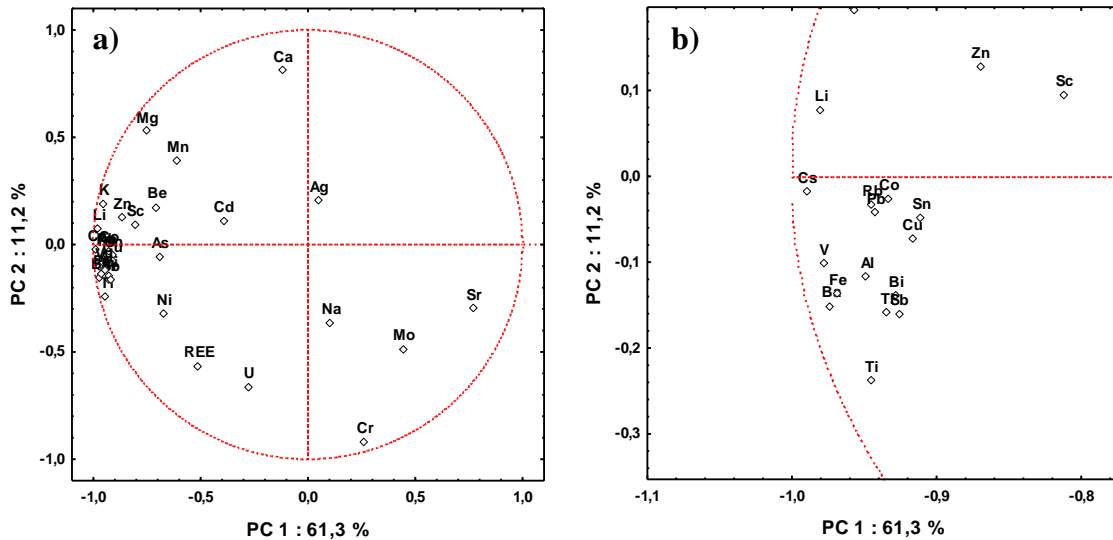 a)
1,0
Ca
Mg
0,5
Mn
K
Be
Ag
Zn
Sc
Cd
Li
0,0
As
Ni
Na
Sr
Mo
-0,5
REE
U
Cr
-1,0
-1,0 -0,5 0,0 0,5 1,0
PC 1 : 61,3 %
PC 2 : 11,2 %
b)
Zn
Sc
0,1
Li
0,0
Cs
Co
Rb
Pb
Sn
Cu
V
-0,1
Al
Fe
Bi
Ba
Sb
-0,2
Ti
-0,3
-1,1 -1,0 -0,9 -0,8
PC 1 : 61,3 %
PC 2 : 11,2 %